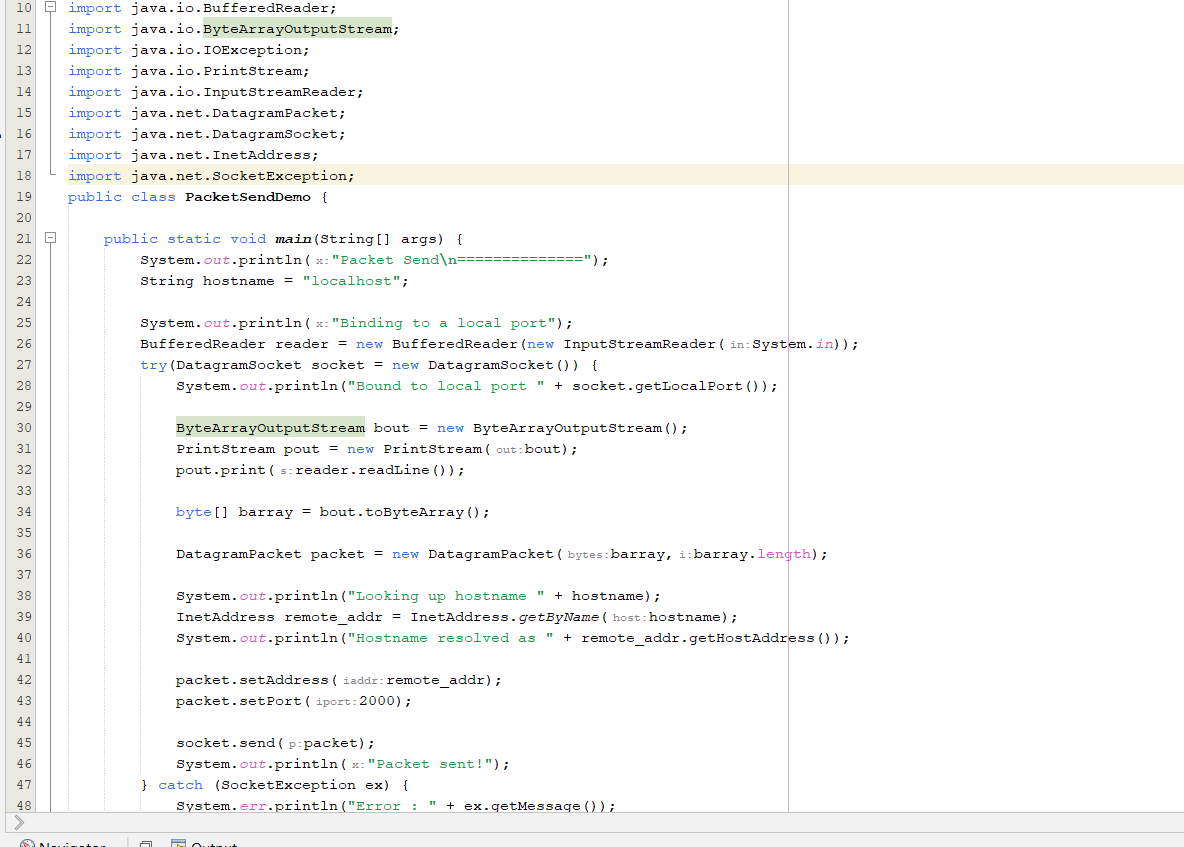 10 import java.io.BufferedReader;
11 import java.io.ByteArrayOutputStream;
12 import java.io.IOException;
13 import java.io.PrintStream;
14 import java.io.InputStreamReader;
15 import java.net.DatagramPacket;
16 import java.net.DatagramSocket;
17 import java.net.InetAddress;
18 import java.net.SocketException;
19 public class PacketSendDemo {
20
21 public static void main(String[] args) {
22 System.out.println( x:"Packet Send\n==============");
23 String hostname = "localhost";
24
25 System.out.println( x:"Binding to a local port");
26 BufferedReader reader = new BufferedReader(new InputStreamReader( in:System.in));
27 try(DatagramSocket socket = new DatagramSocket()) {
28 System.out.println("Bound to local port " + socket.getLocalPort());
29
30 ByteArrayOutputStream bout = new ByteArrayOutputStream();
31 PrintStream pout = new PrintStream( out:bout);
32 pout.print( s:reader.readLine());
33
34 byte[] barray = bout.toByteArray();
35
36 DatagramPacket packet = new DatagramPacket( bytes:barray, i:barray.length);
37
38 System.out.println("Looking up hostname " + hostname);
39 InetAddress remote_addr = InetAddress.getByName( host:hostname);
40 System.out.println("Hostname resolved as " + remote_addr.getHostAddress());
41
42 packet.setAddress( iaddr:remote_addr);
43 packet.setPort( iport:2000);
44
45 socket.send( p:packet);
46 System.out.println( x:"Packet sent!");
47 } catch (SocketException ex) {
48 System.err.println("Error : " + ex.getMessage());
Navigator Output